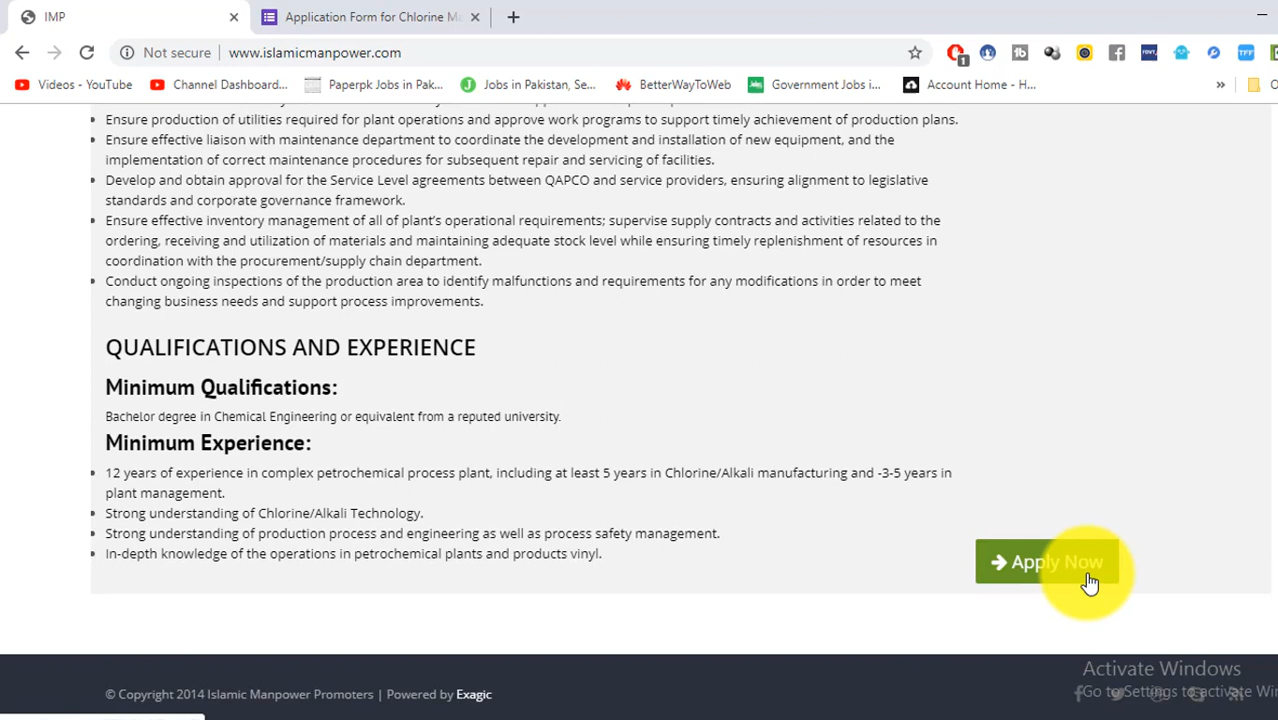 IMP
Application Form for Chlorine Ma
Not secure
www.islamicmanpower.com
1
Videos - YouTube
Channel Dashboard...
Paperpk Jobs in Pak...
Jobs in Pakistan, Se...
BetterWayToWeb
Government Jobs i...
Account Home - H...
»
Ensure production of utilities required for plant operations and approve work programs to support timely achievement of production plans.
Ensure effective liaison with maintenance department to coordinate the development and installation of new equipment, and the
implementation of correct maintenance procedures for subsequent repair and servicing of facilities.
Develop and obtain approval for the Service Level agreements between QAPCO and service providers, ensuring alignment to legislative
standards and corporate governance framework.
Ensure effective inventory management of all of plant's operational requirements; supervise supply contracts and activities related to the
ordering, receiving and utilization of materials and maintaining adequate stock level while ensuring timely replenishment of resources in
coordination with the procurement/supply chain department.
Conduct ongoing inspections of the production area to identify malfunctions and requirements for any modifications in order to meet
changing business needs and support process improvements.
QUALIFICATIONS AND EXPERIENCE
Minimum Qualifications:
Bachelor degree in Chemical Engineering or equivalent from a reputed university.
Minimum Experience:
12 years of experience in complex petrochemical process plant, including at least 5 years in Chlorine/Alkali manufacturing and -3-5 years in
plant management.
Strong understanding of Chlorine/Alkali Technology.
Strong understanding of production process and engineering as well as process safety management.
In-depth knowledge of the operations in petrochemical plants and products vinyl.
Apply Now
Activate Windows
Go to Settings to activate Wi
© Copyright 2014 Islamic Manpower Promoters | Powered by Exagic